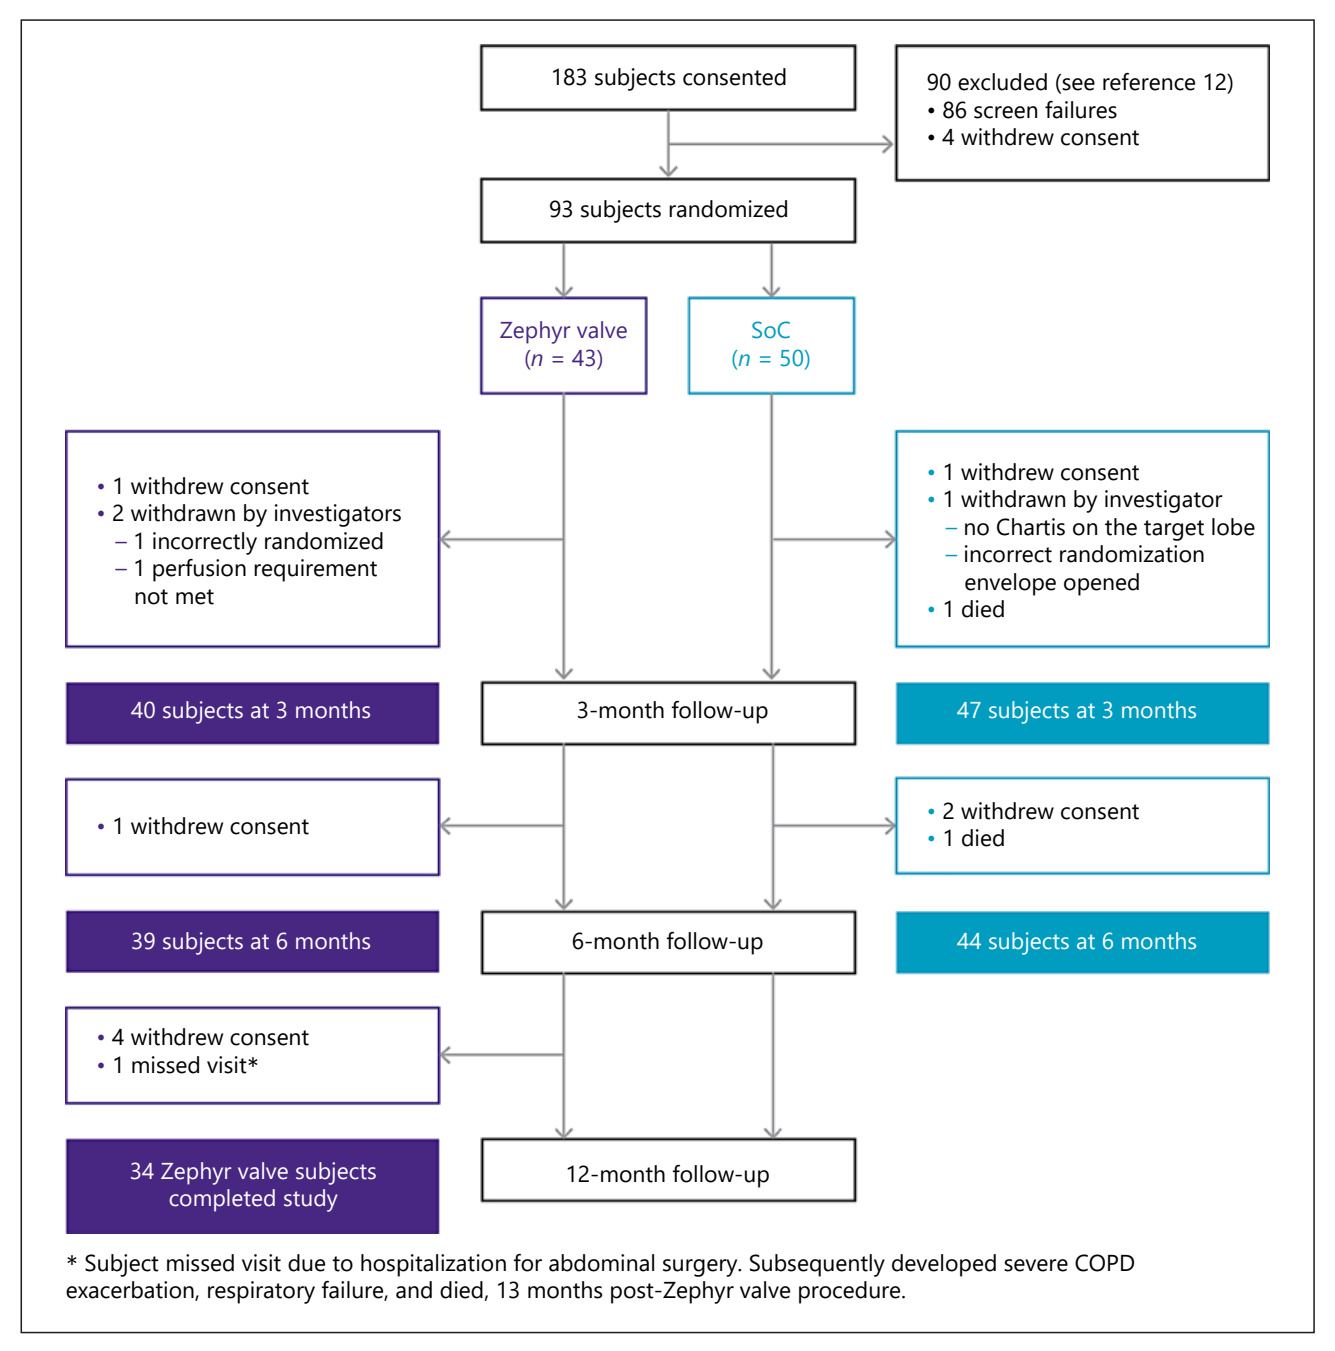 183 subjects consented
90 excluded (see reference 12)
• 86 screen failures
• 4 withdrew consent
93 subjects randomized
Zephyr valve
(n = 43)
SoC
(n = 50)
• 1 withdrew consent
• 2 withdrawn by investigators
– 1 incorrectly randomized
– 1 perfusion requirement
not met
• 1 withdrew consent
• 1 withdrawn by investigator
– no Chartis on the target lobe
– incorrect randomization
envelope opened
• 1 died
40 subjects at 3 months
3-month follow-up
47 subjects at 3 months
• 1 withdrew consent
• 2 withdrew consent
• 1 died
39 subjects at 6 months
6-month follow-up
44 subjects at 6 months
• 4 withdrew consent
• 1 missed visit*
34 Zephyr valve subjects
completed study
12-month follow-up
* Subject missed visit due to hospitalization for abdominal surgery. Subsequently developed severe COPD
exacerbation, respiratory failure, and died, 13 months post-Zephyr valve procedure.